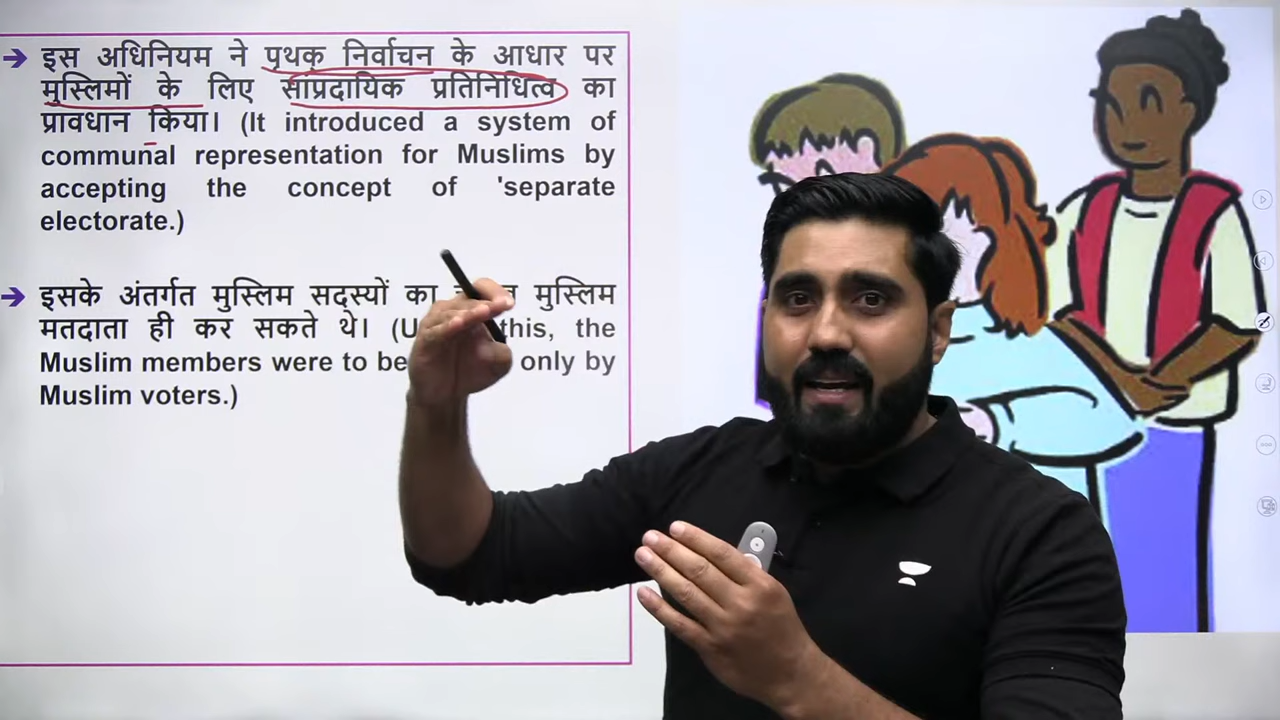 इस अधिनियम ने पृथक् निर्वाचन के आधार पर
मुस्लिमों के लिए सांप्रदायिक प्रतिनिधित्व का
प्रावधान किया। (It introduced a system of
communal representation for Muslims by
accepting the concept of 'separate
electorate.)
इसके अंतर्गत मुस्लिम सदस्यों का मुस्लिम
मतदाता ही कर सकते थे। this, the
Muslim members were to be only by
Muslim voters.)